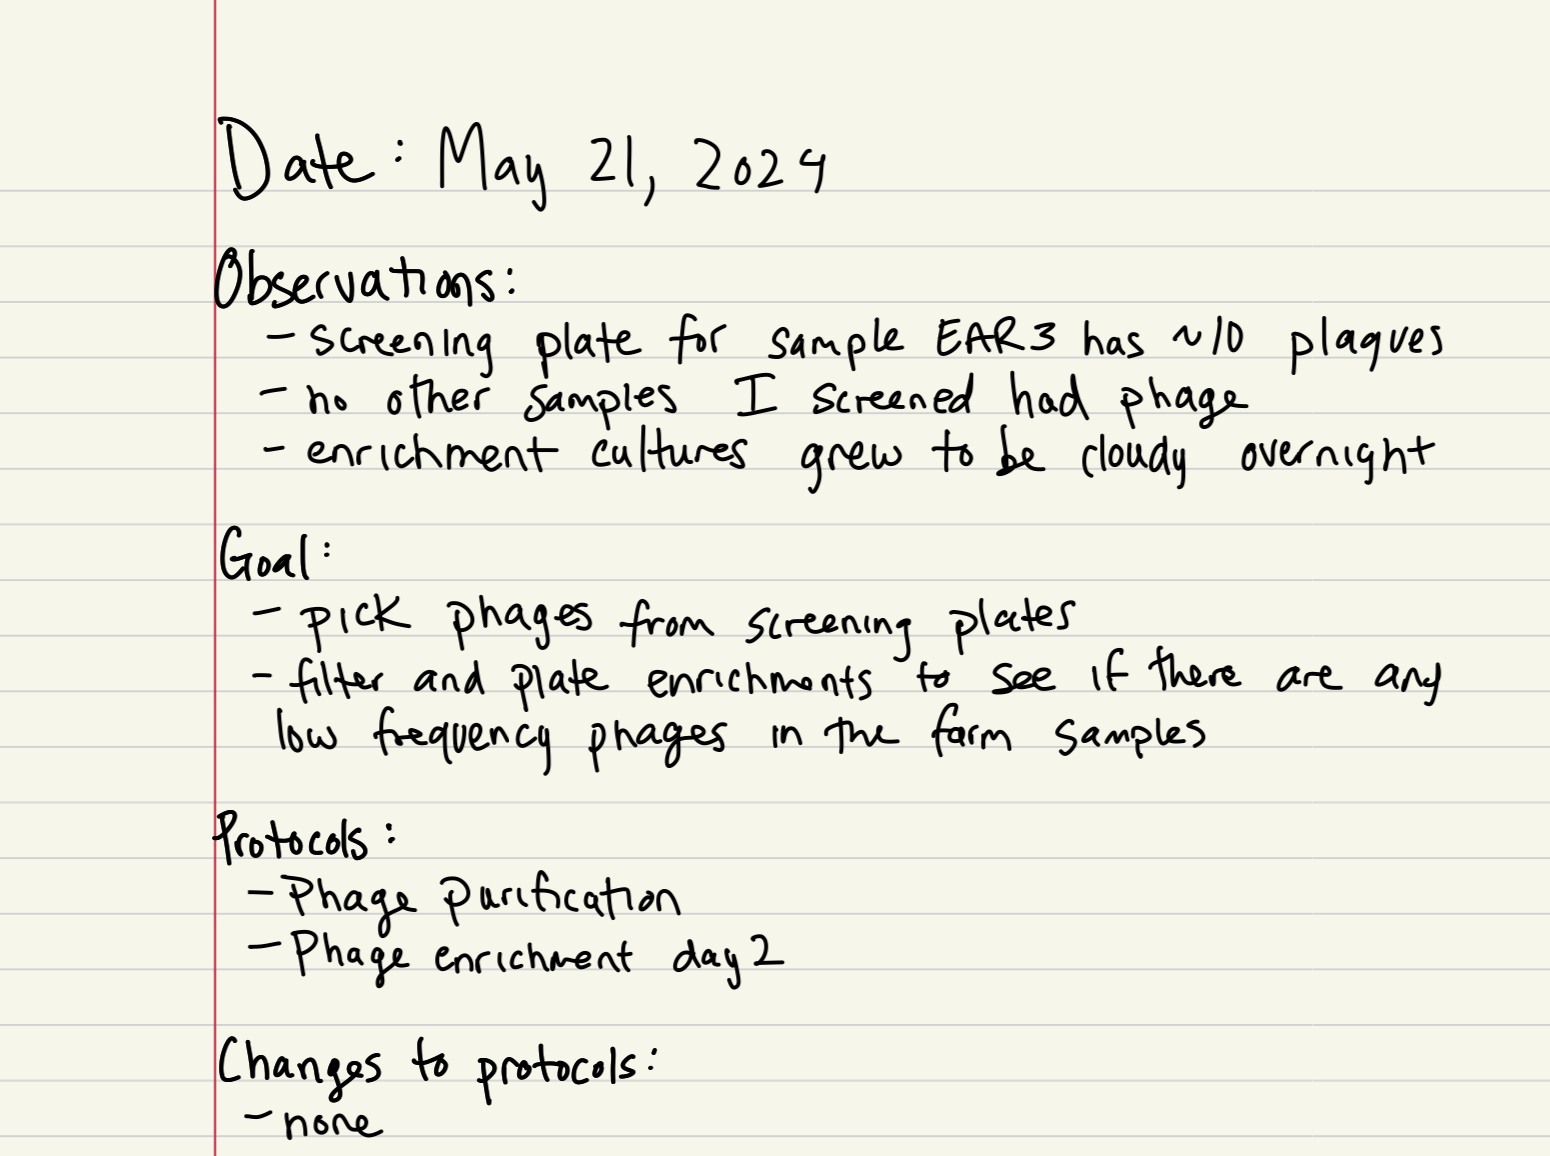 Date: May 21, 2024
Observations:
- screening plate for sample EAR3 has ~10 plaques
- no other samples I screened had phage
- enrichment cultures grew to be cloudy overnight
Goal:
- pick phages from screening plates
- filter and plate enrichments to see if there are any
low frequency phages in the farm samples
Protocols:
- Phage purification
- Phage enrichment day 2
Changes to protocols:
- none